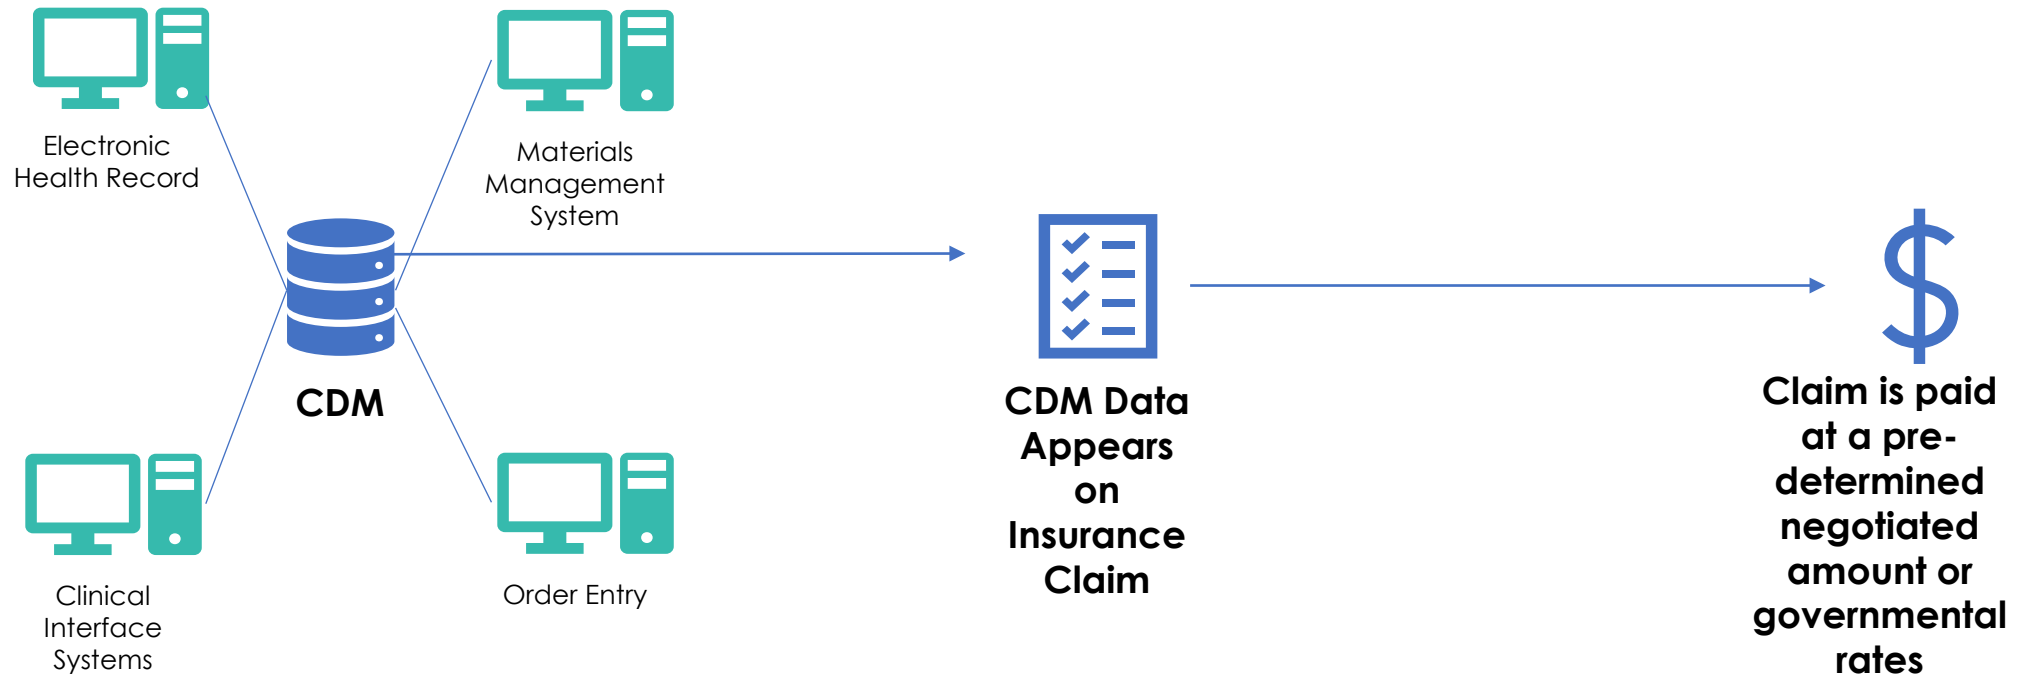 Electronic
Health Record
Materials
Management
System
CDM
Clinical
Interface
Systems
Order Entry
CDM Data
Appears
on
Insurance
Claim
Claim is paid
at a pre-
determined
negotiated
amount or
governmental
rates